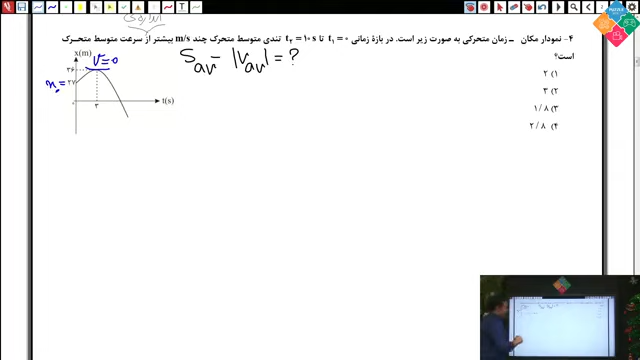 اندازه‌ی
۴- نمودار مکان – زمان متحرکی به صورت زیر است. در بازهٔ زمانی t₁ = ۰ تا t₂ = ۱۰ s تندی متوسط متحرک چند m/s بیشتر از سرعت متوسط متحرک
است؟
S_av - |V_av| = ?
x(m)
V = 0
۳۶
x₀ = ۲۷
۳
t(s)
۱) ۲
۲) ۳
۳) ۱/۸
۴) ۲/۸